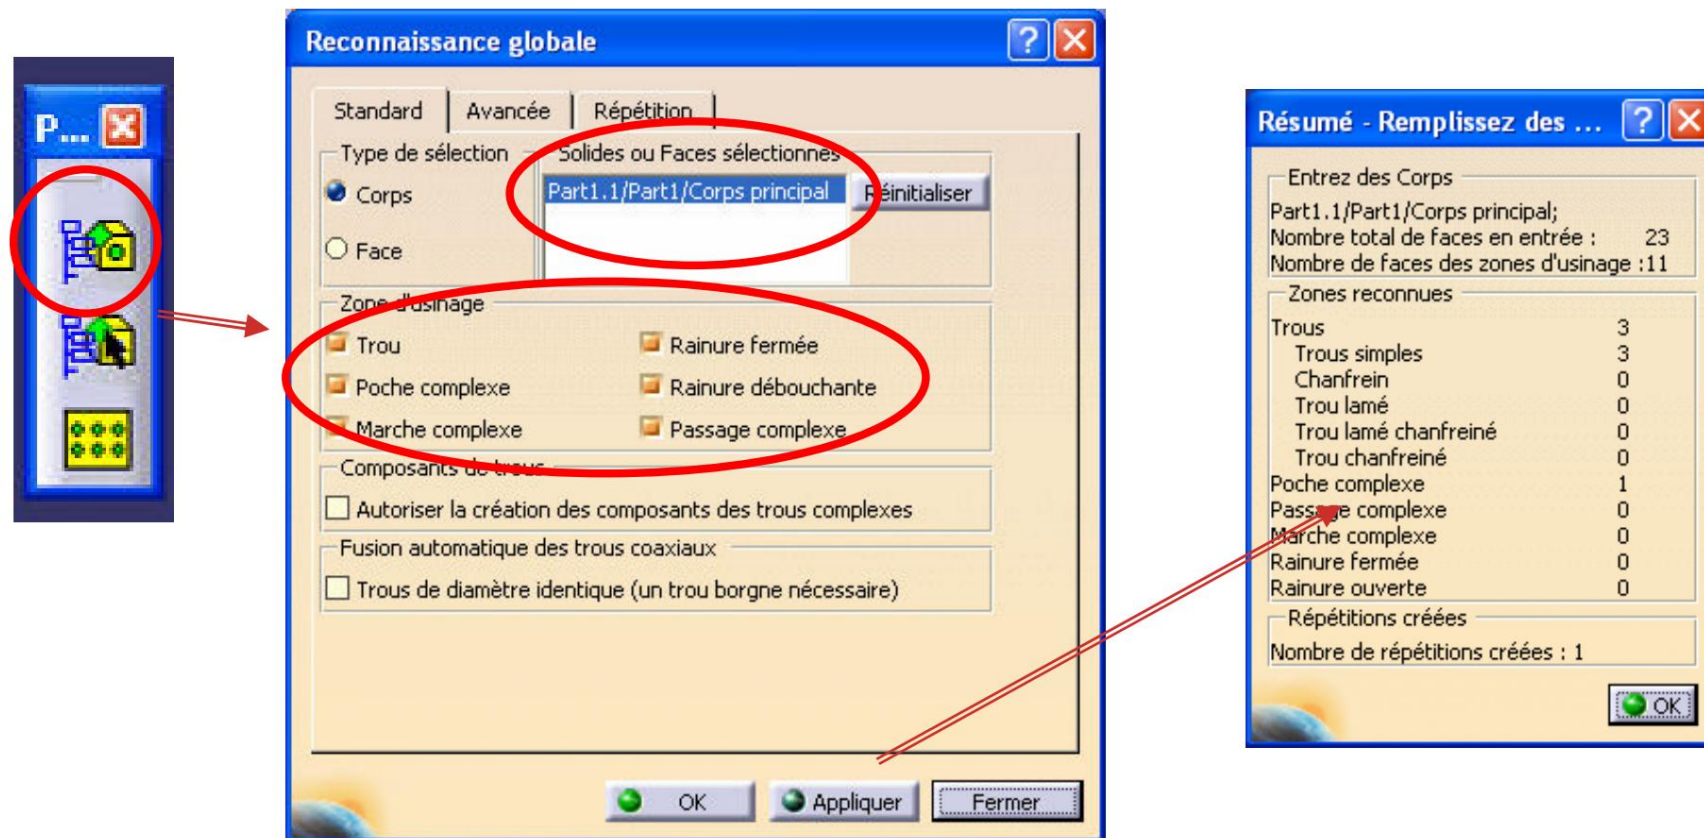 P...
Reconnaissance globale
Standard Avancée Répétition
Type de sélection
Solides ou Faces sélectionnés
Corps
Part1.1/Part1/Corps principal
Réinitialiser
Face
Zone d'usinage
Trou
Rainure fermée
Poche complexe
Rainure débouchante
Marche complexe
Passage complexe
Composants de trous
Autoriser la création des composants des trous complexes
Fusion automatique des trous coaxiaux
Trous de diamètre identique (un trou borgne nécessaire)
OK Appliquer Fermer
Résumé - Remplissez des ...
Entrez des Corps
Part1.1/Part1/Corps principal;
Nombre total de faces en entrée : 23
Nombre de faces des zones d'usinage :11
Zones reconnues
Trous 3
Trous simples 3
Chanfrein 0
Trou lamé 0
Trou lamé chanfreiné 0
Trou chanfreiné 0
Poche complexe 1
Passage complexe 0
Marche complexe 0
Rainure fermée 0
Rainure ouverte 0
Répétitions créées
Nombre de répétitions créées : 1
OK